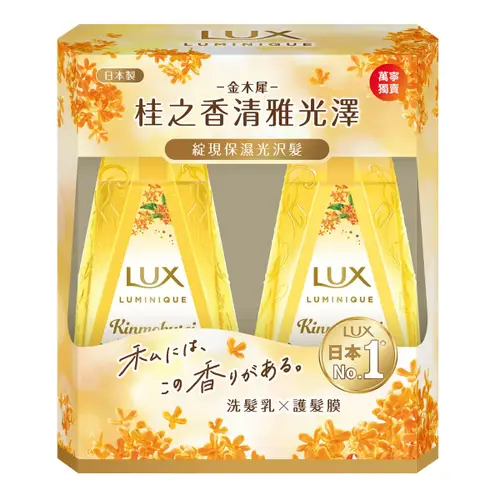 LUX
LUMINIQUE
日本製
萬寧
獨賣
-金木犀-
桂之香清雅光澤
綻現保濕光沢髮
LUX
LUMINIQUE
Kinmokusei
LUX
LUMINIQUE
私には、
この香りがある。
LUX
日本
No.1
洗髮乳×護髮膜